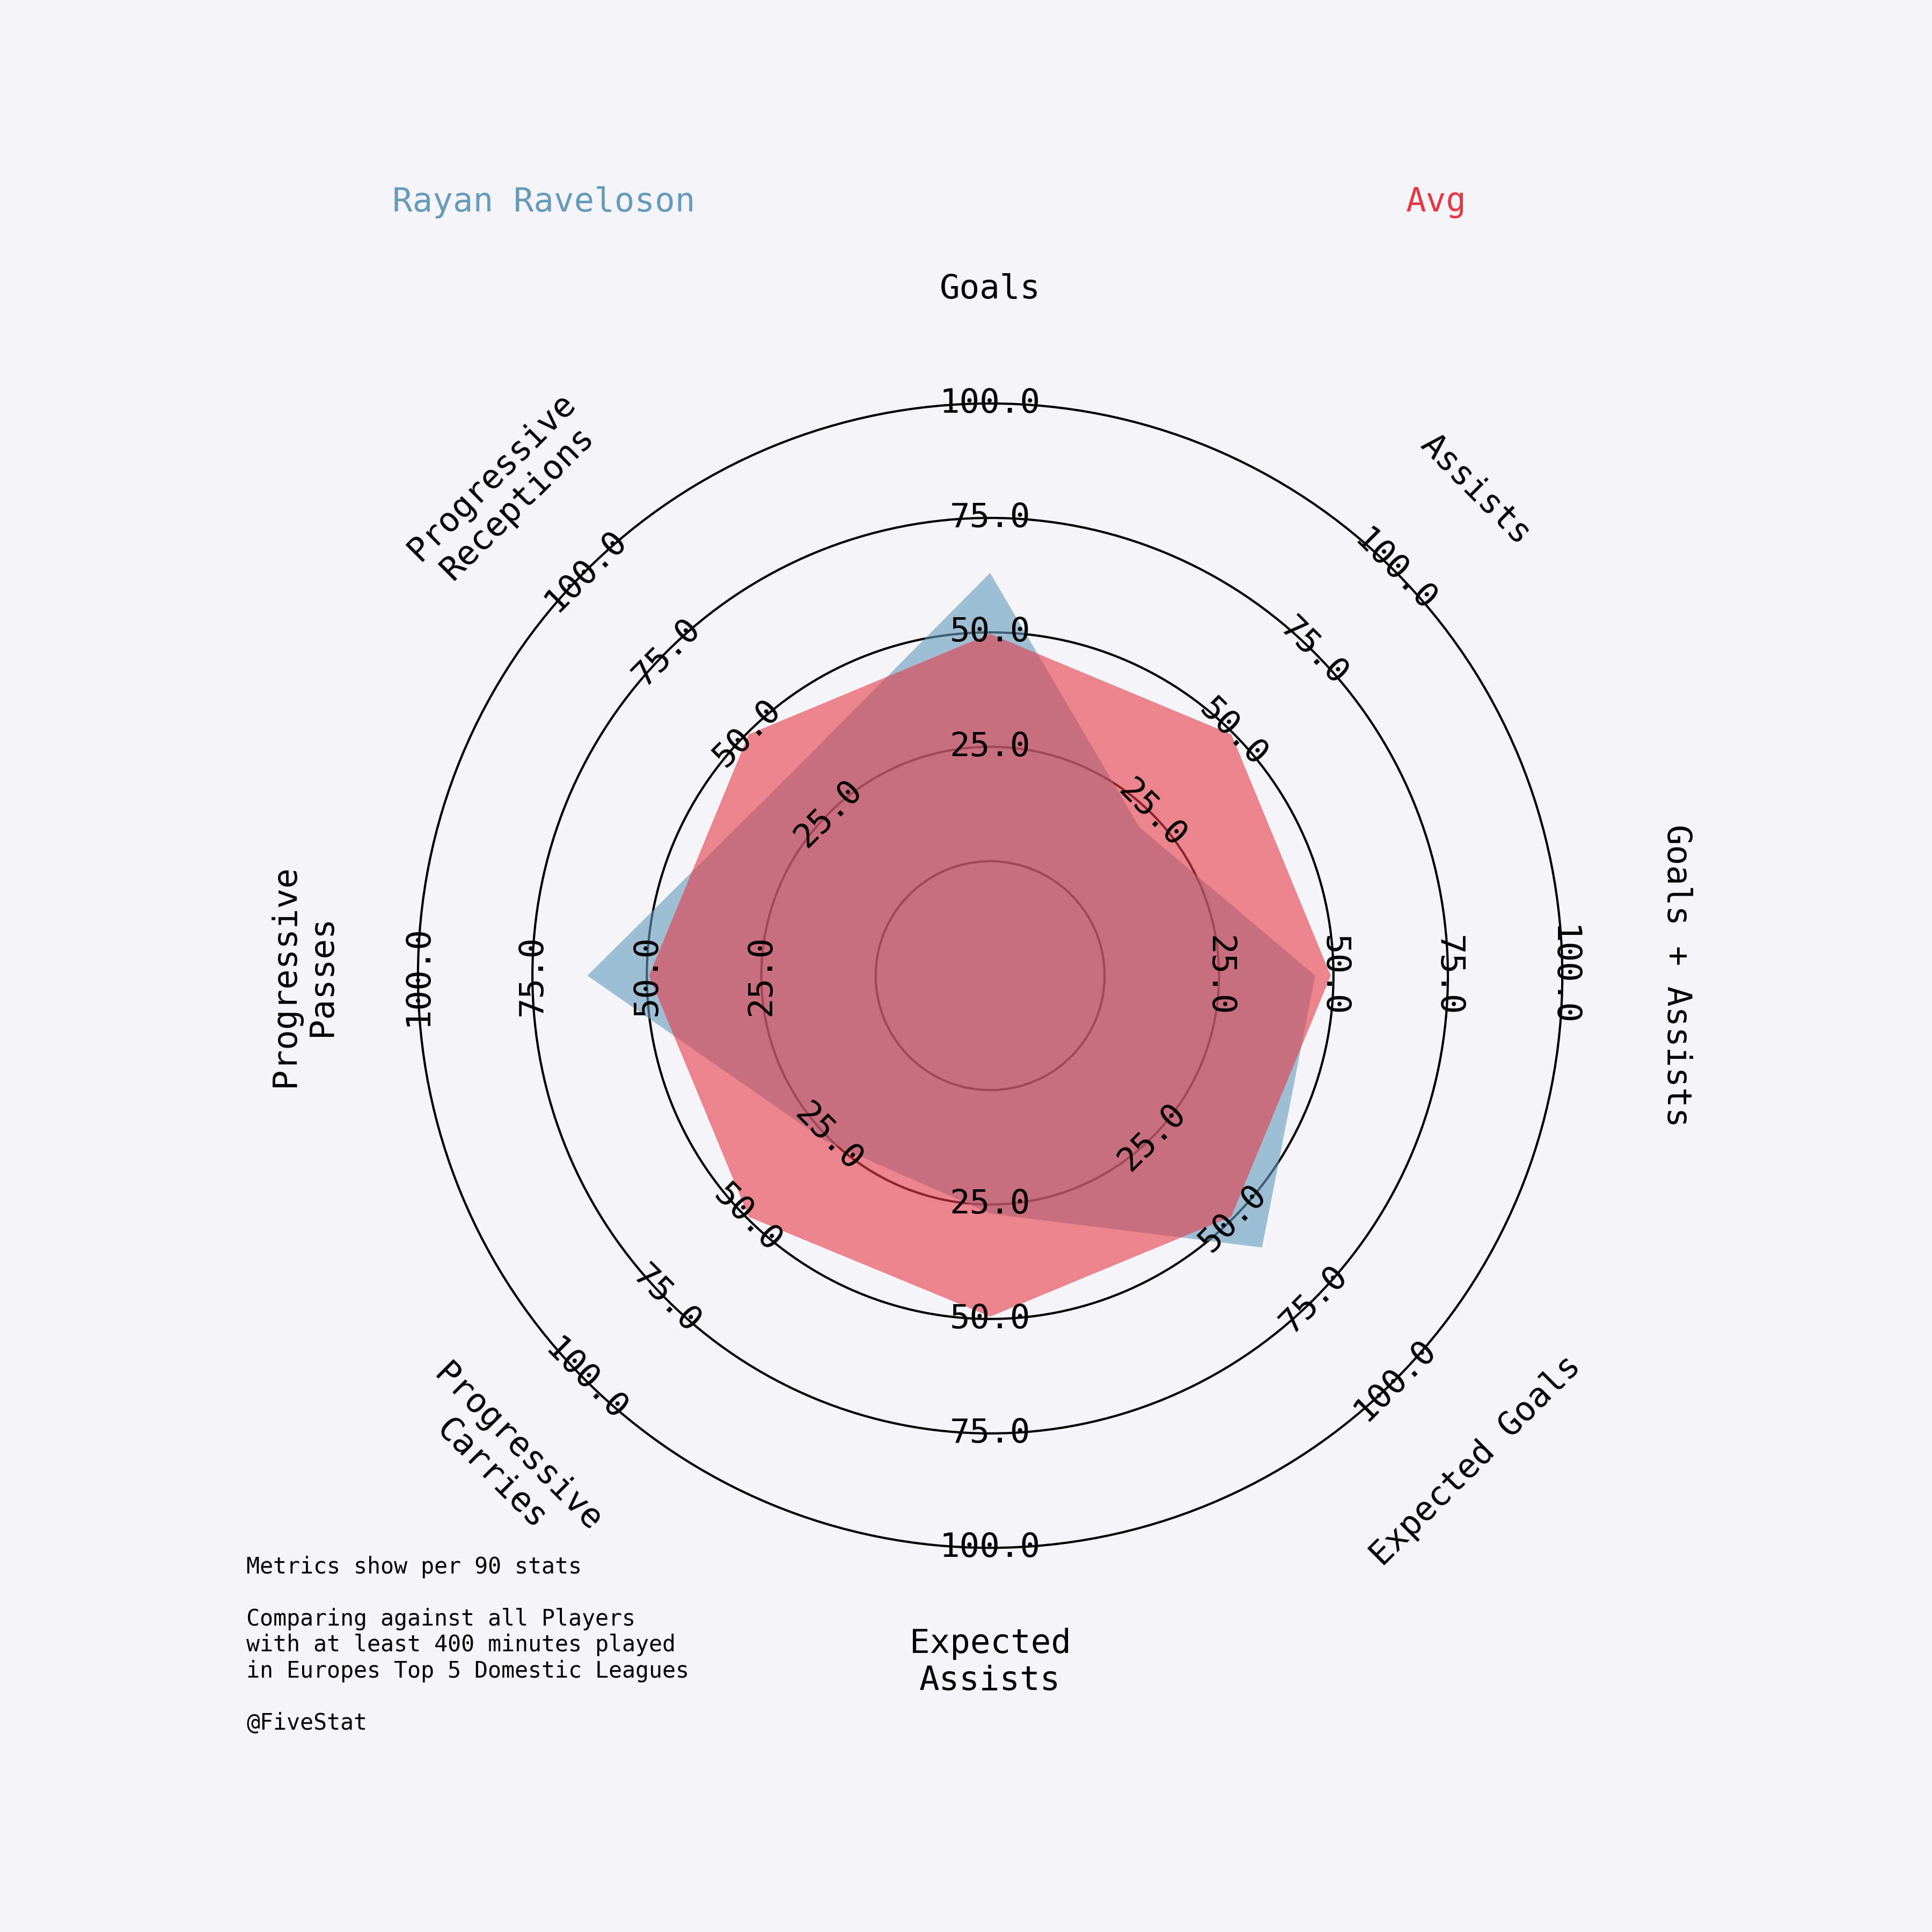 Rayan Raveloson
Avg
Goals
Assists
Goals + Assists
Expected Goals
Expected
Assists
Progressive
Carries
Progressive
Passes
Progressive
Receptions
25.0
50.0
75.0
100.0
25.0
50.0
75.0
100.0
25.0
50.0
75.0
100.0
25.0
50.0
75.0
100.0
25.0
50.0
75.0
100.0
25.0
50.0
75.0
100.0
25.0
50.0
75.0
100.0
25.0
50.0
75.0
100.0
Metrics show per 90 stats
Comparing against all Players
with at least 400 minutes played
in Europes Top 5 Domestic Leagues
@FiveStat